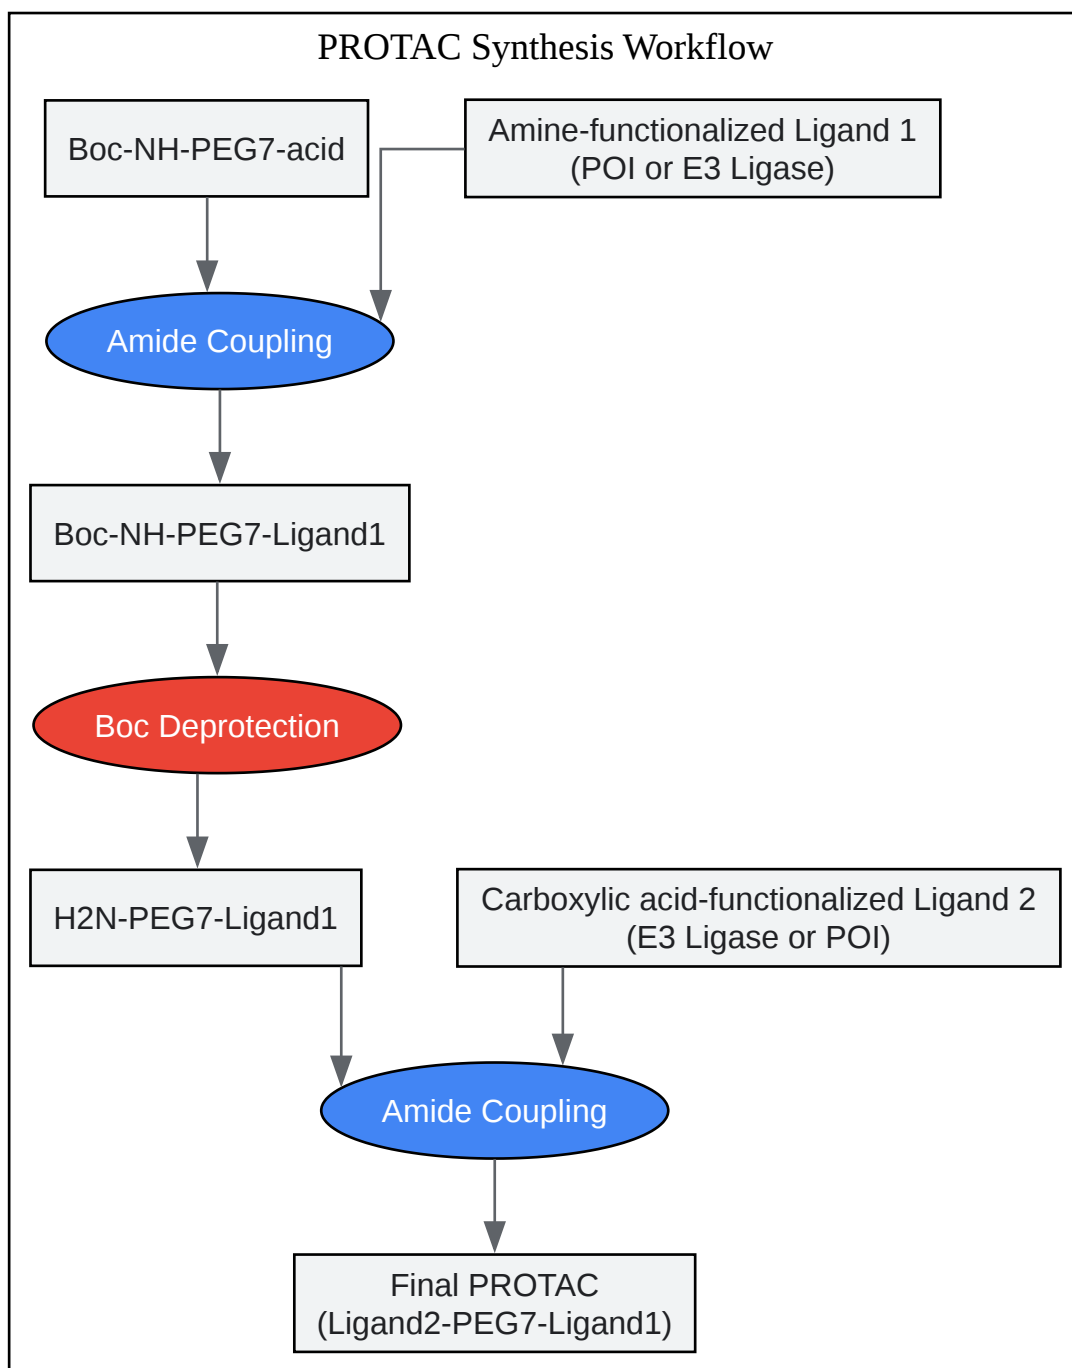 PROTAC Synthesis Workflow
Boc-NH-PEG7-acid
Amine-functionalized Ligand 1
(POI or E3 Ligase)
Amide Coupling
Boc-NH-PEG7-Ligand1
Boc Deprotection
H2N-PEG7-Ligand1
Carboxylic acid-functionalized Ligand 2
(E3 Ligase or POI)
Amide Coupling
Final PROTAC
(Ligand2-PEG7-Ligand1)